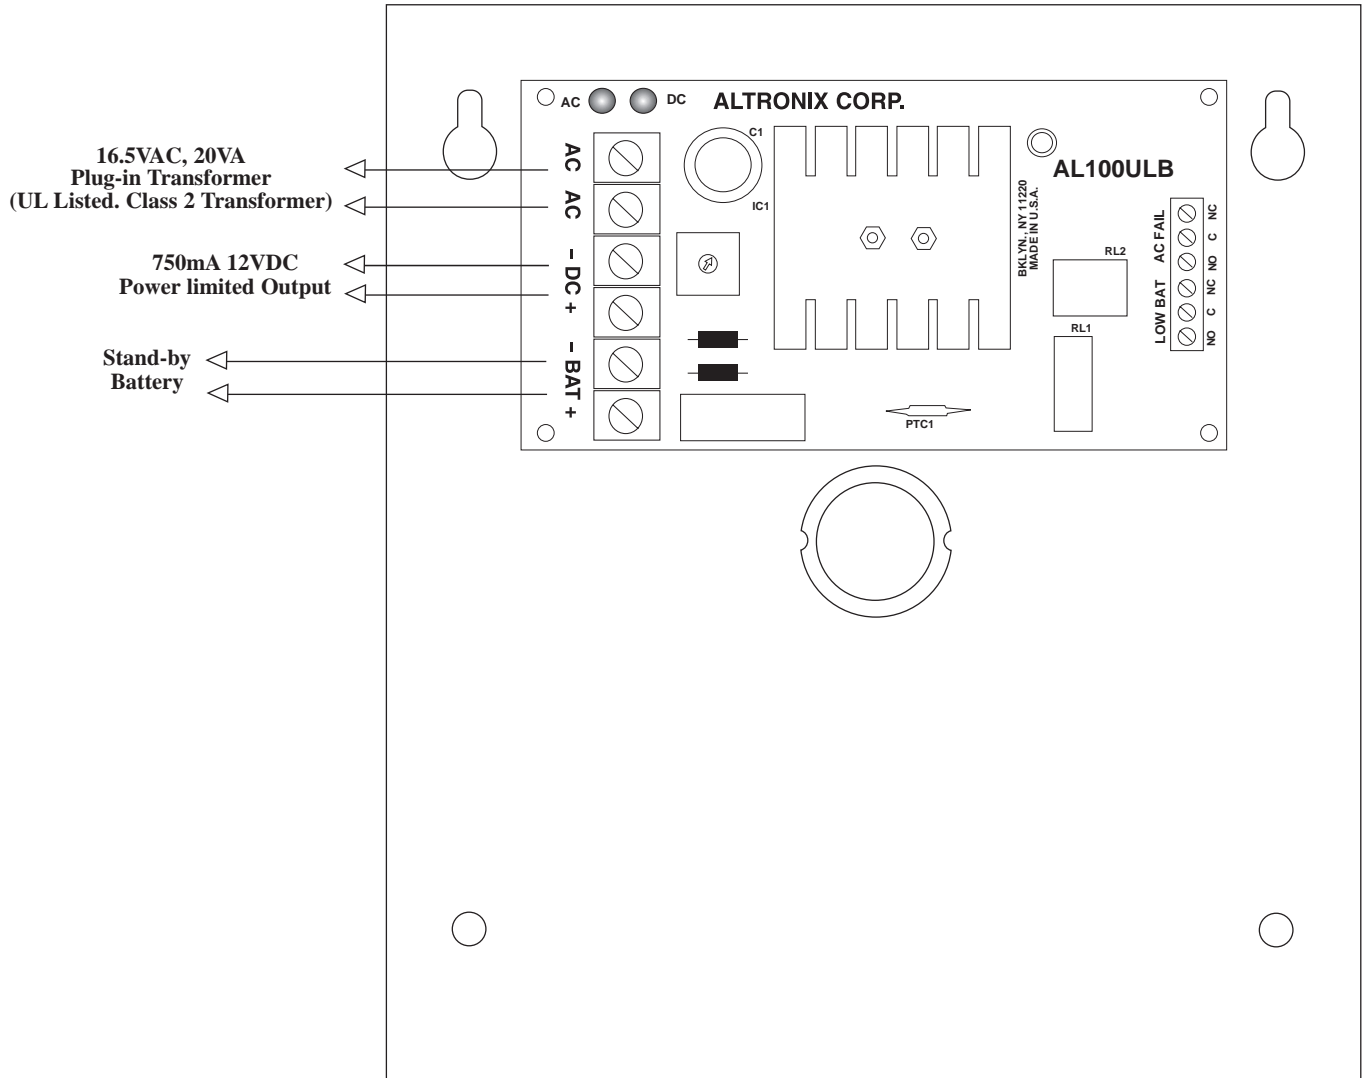 AC
DC
ALTRONIX CORP.
16.5VAC, 20VA
Plug-in Transformer
(UL Listed. Class 2 Transformer)
750mA 12VDC
Power limited Output
Stand-by
Battery
AC
AC
– DC +
– BAT +
C1
IC1
AL100ULB
BKLYN., NY 11220
MADE IN U.S.A.
RL2
RL1
PTC1
AC FAIL
LOW BAT
NC
C
NO
NC
C
NO